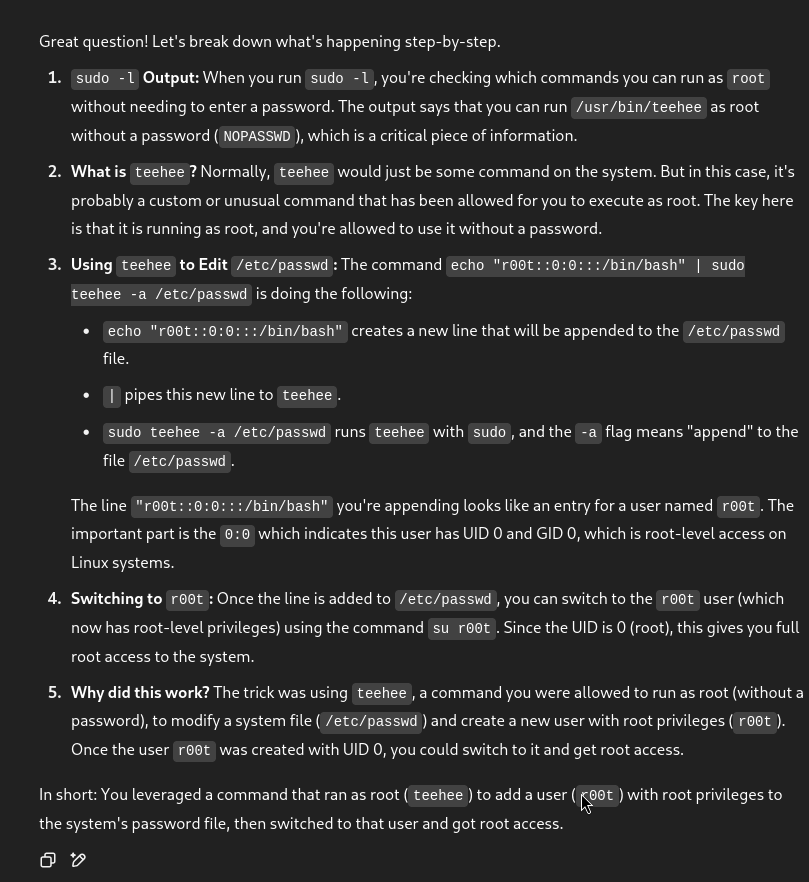 Great question! Let's break down what's happening step-by-step.
1. sudo -l Output: When you run sudo -l, you're checking which commands you can run as root
without needing to enter a password. The output says that you can run /usr/bin/teehee as root
without a password (NOPASSWD), which is a critical piece of information.
2. What is teehee? Normally, teehee would just be some command on the system. But in this case, it's
probably a custom or unusual command that has been allowed for you to execute as root. The key
here is that it is running as root, and you're allowed to use it without a password.
3. Using teehee to Edit /etc/passwd: The command echo "r00t::0:0:::/bin/bash" | sudo
teehee -a /etc/passwd is doing the following:
• echo "r00t::0:0:::/bin/bash" creates a new line that will be appended to the /etc/passwd
file.
• | pipes this new line to teehee.
• sudo teehee -a /etc/passwd runs teehee with sudo, and the -a flag means "append" to the
file /etc/passwd.
The line "r00t::0:0:::/bin/bash" you're appending looks like an entry for a user named r00t. The
important part is the 0:0 which indicates this user has UID 0 and GID 0, which is root-level access on
Linux systems.
4. Switching to r00t: Once the line is added to /etc/passwd, you can switch to the r00t user (which
now has root-level privileges) using the command su r00t. Since the UID is 0 (root), this gives you full
root access to the system.
5. Why did this work? The trick was using teehee, a command you were allowed to run as root (without a
password), to modify a system file (/etc/passwd) and create a new user with root privileges (r00t).
Once the user r00t was created with UID 0, you could switch to it and get root access.
In short: You leveraged a command that ran as root (teehee) to add a user (r00t) with root privileges to
the system's password file, then switched to that user and got root access.